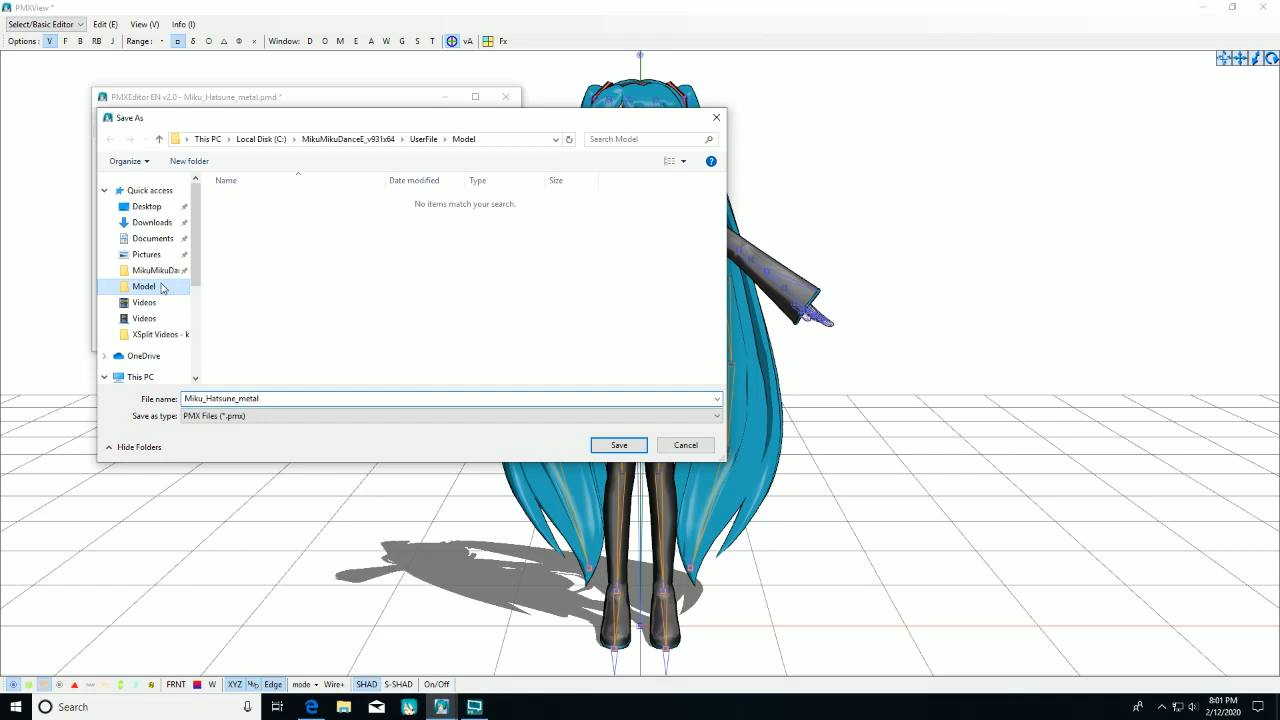 PMXView *
Select/Basic Editor Edit (E) View (V) Info (I)
Options : V F B RB J Range : Window: D O M E A W G S T vA Fx
PMXEditor EN v2.0 - Miku_Hatsune_metal.pmd *
Save As
This PC Local Disk (C:) MikuMikuDanceE_v931x64 UserFile Model Search Model
Organize New folder
Name Date modified Type Size
No items match your search.
Quick access
Desktop
Downloads
Documents
Pictures
MikuMikuDa
Model
Videos
Videos
XSplit Videos - k
OneDrive
This PC
File name: Miku_Hatsune_metal
Save as type: PMX Files (*.pmx)
Hide Folders Save Cancel
FRNT W XYZ Edge mode Wire+ SHAD S-SHAD On/Off
Search
8:01 PM
2/12/2020